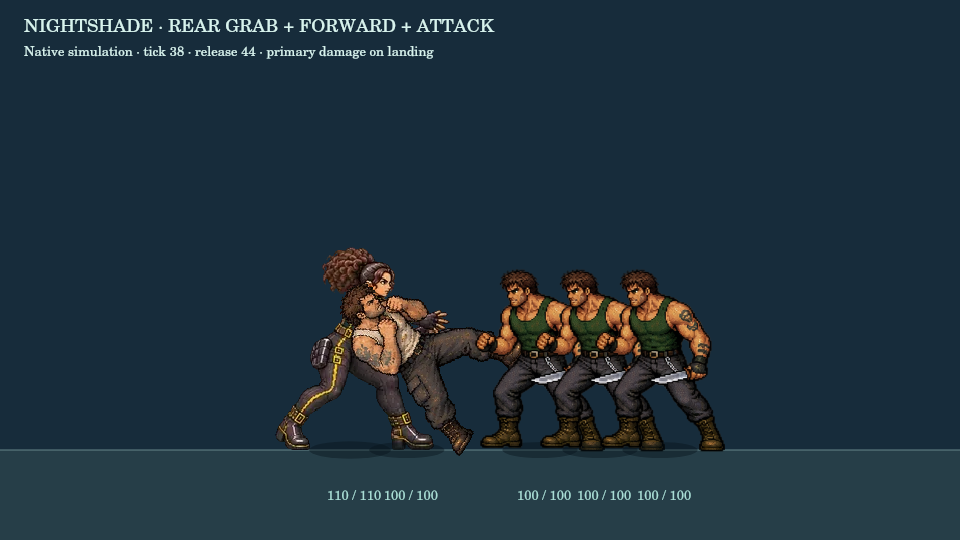 NIGHTSHADE · REAR GRAB + FORWARD + ATTACK
Native simulation · tick 38 · release 44 · primary damage on landing
110 / 110 100 / 100 100 / 100 100 / 100 100 / 100